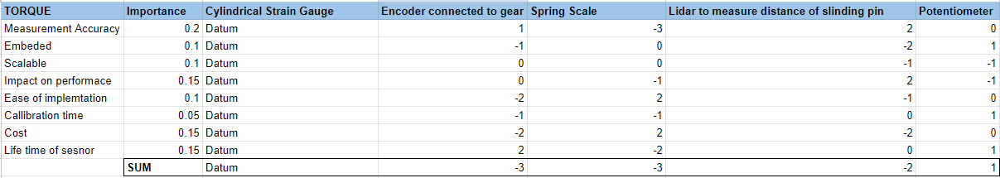 TORQUE Importance Cylindrical Strain Gauge Encoder connected to gear Spring Scale Lidar to measure distance of slinding pin Potentiometer
Measurement Accuracy 0.2 Datum 1 -3 2 0
Embeded 0.1 Datum -1 0 -2 1
Scalable 0.1 Datum 0 0 -1 -1
Impact on performace 0.15 Datum 0 -1 2 -1
Ease of implemtation 0.1 Datum -2 2 -1 0
Callibration time 0.05 Datum -1 -1 0 1
Cost 0.15 Datum -2 2 -2 0
Life time of sesnor 0.15 Datum 2 -2 0 1
SUM Datum -3 -3 -2 1